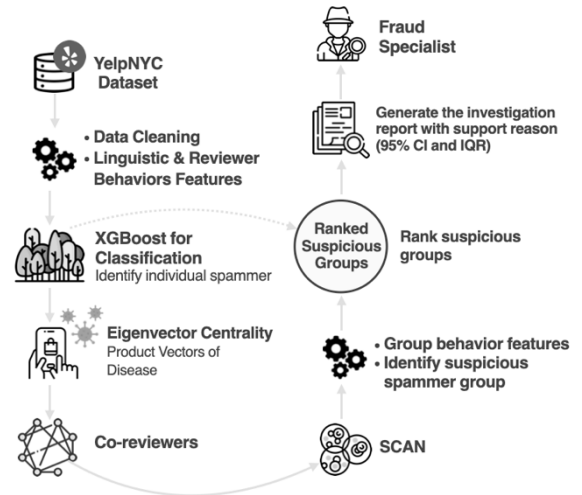 YelpNYC
Dataset
• Data Cleaning
• Linguistic & Reviewer
Behaviors Features
XGBoost for
Classification
Identify individual spammer
Eigenvector Centrality
Product Vectors of
Disease
Co-reviewers
SCAN
• Group behavior features
• Identify suspicious
spammer group
Ranked
Suspicious
Groups
Rank suspicious
groups
Generate the investigation
report with support reason
(95% CI and IQR)
Fraud
Specialist